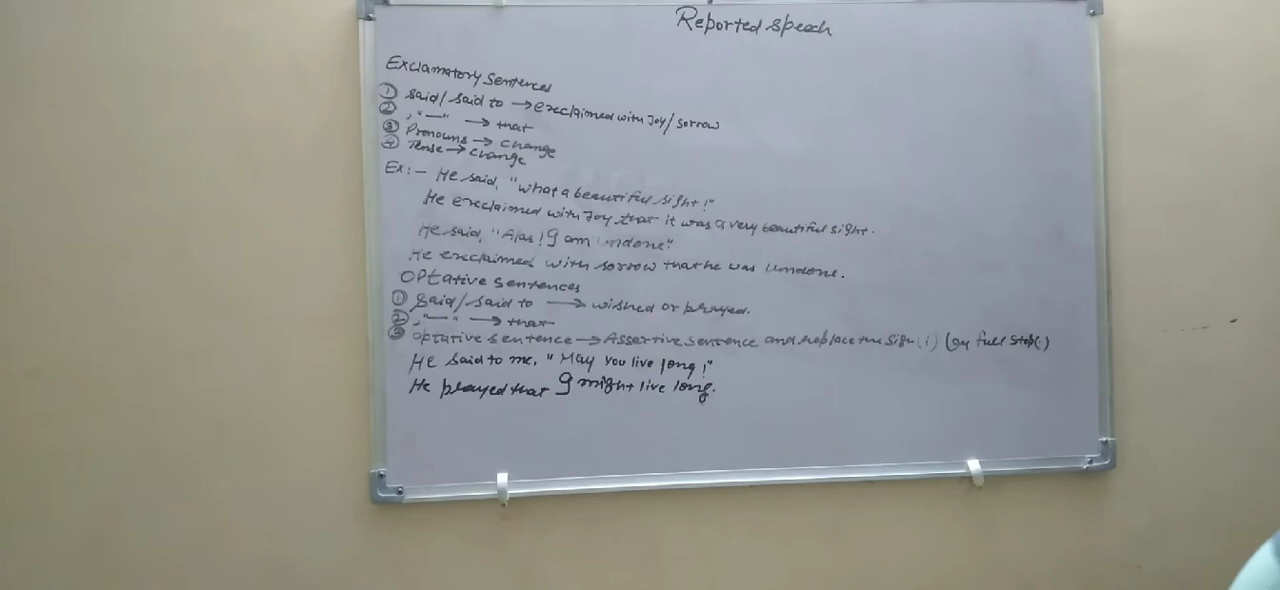 Reported speech
Exclamatory sentences
① said/said to → exclaimed with Joy/sorrow
② , "—" → that
③ Pronouns → change
④ Tense → change
Ex:- He said, "what a beautiful sight!"
He exclaimed with Joy that it was a very beautiful sight.
He said, "Alas! I am undone"
He exclaimed with sorrow that he was undone.
Optative sentences
① said/said to → wished or prayed.
② , "—" → that
③ Optative sentence → Assertive sentence and replace the sign(!) by full stop(.)
He said to me, "May you live long!"
He prayed that I might live long.